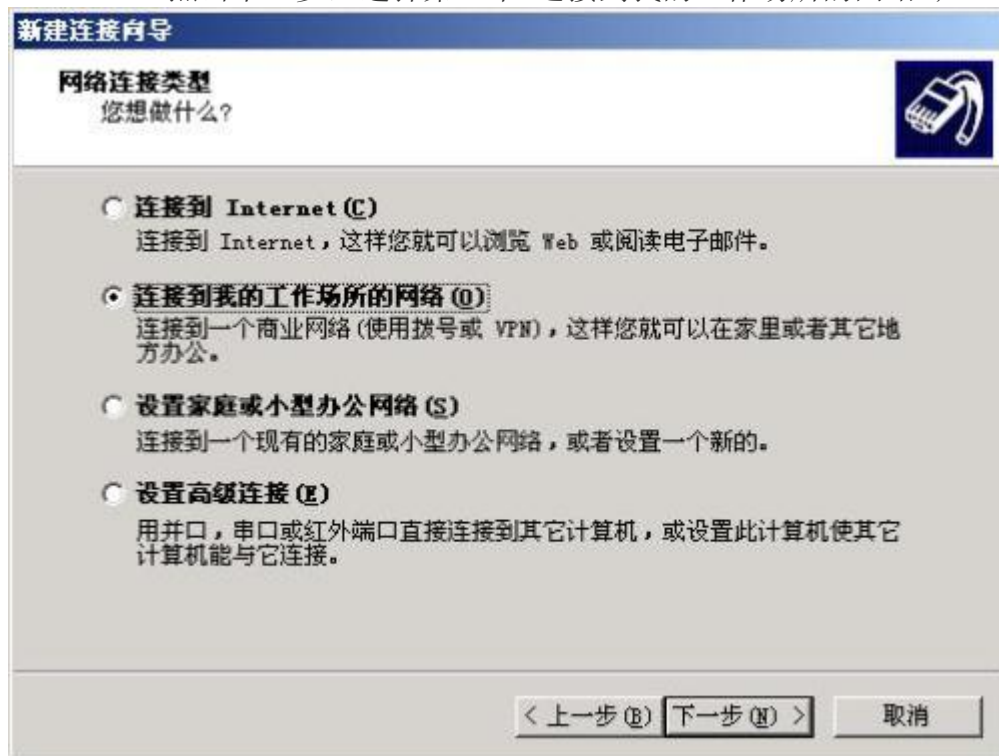 新建连接向导
网络连接类型
您想做什么?
连接到 Internet(C)
连接到 Internet，这样您就可以浏览 Web 或阅读电子邮件。
连接到我的工作场所的网络(O)
连接到一个商业网络(使用拨号或 VPN)，这样您就可以在家里或者其它地
方办公。
设置家庭或小型办公网络(S)
连接到一个现有的家庭或小型办公网络，或者设置一个新的。
设置高级连接(E)
用并口，串口或红外端口直接连接到其它计算机，或设置此计算机使其它
计算机能与它连接。
< 上一步(B) 下一步(N) > 取消